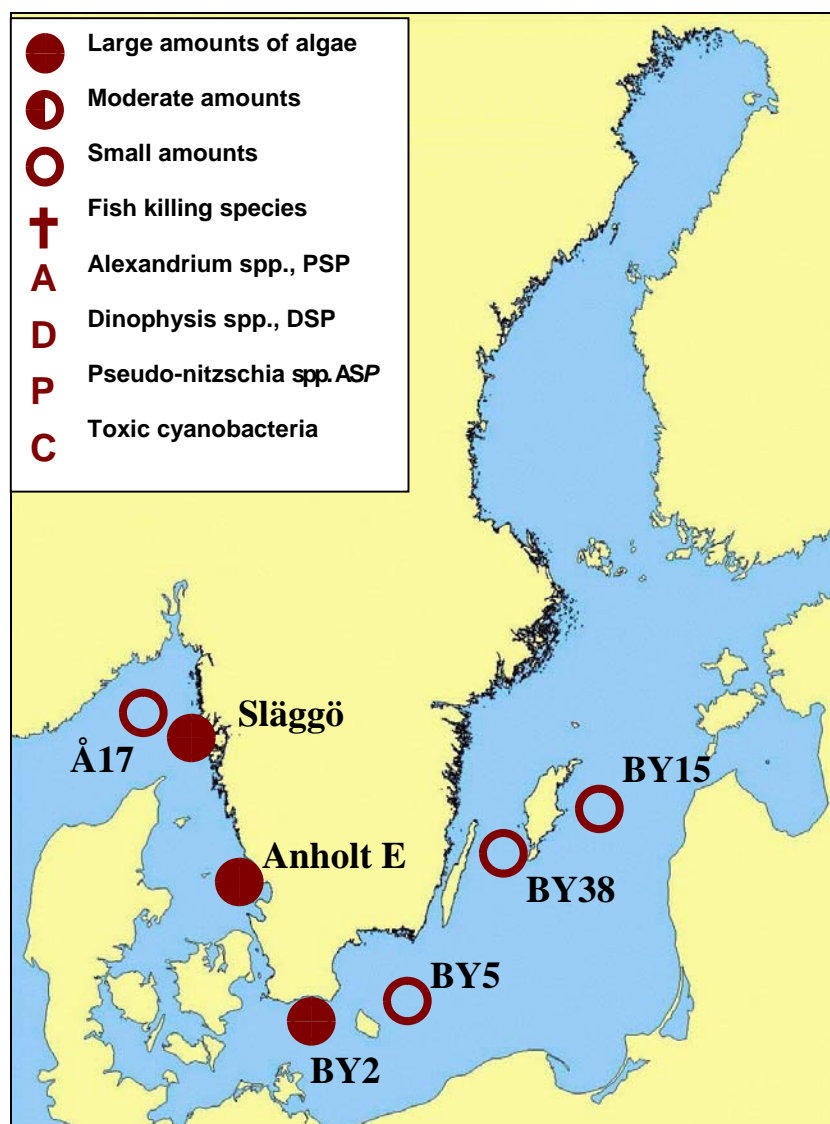 Large amounts of algae
Moderate amounts
Small amounts
Fish killing species
A Alexandrium spp., PSP
D Dinophysis spp., DSP
P Pseudo-nitzschia spp. ASP
C Toxic cyanobacteria
Släggö
Å17
BY15
Anholt E
BY38
BY5
BY2